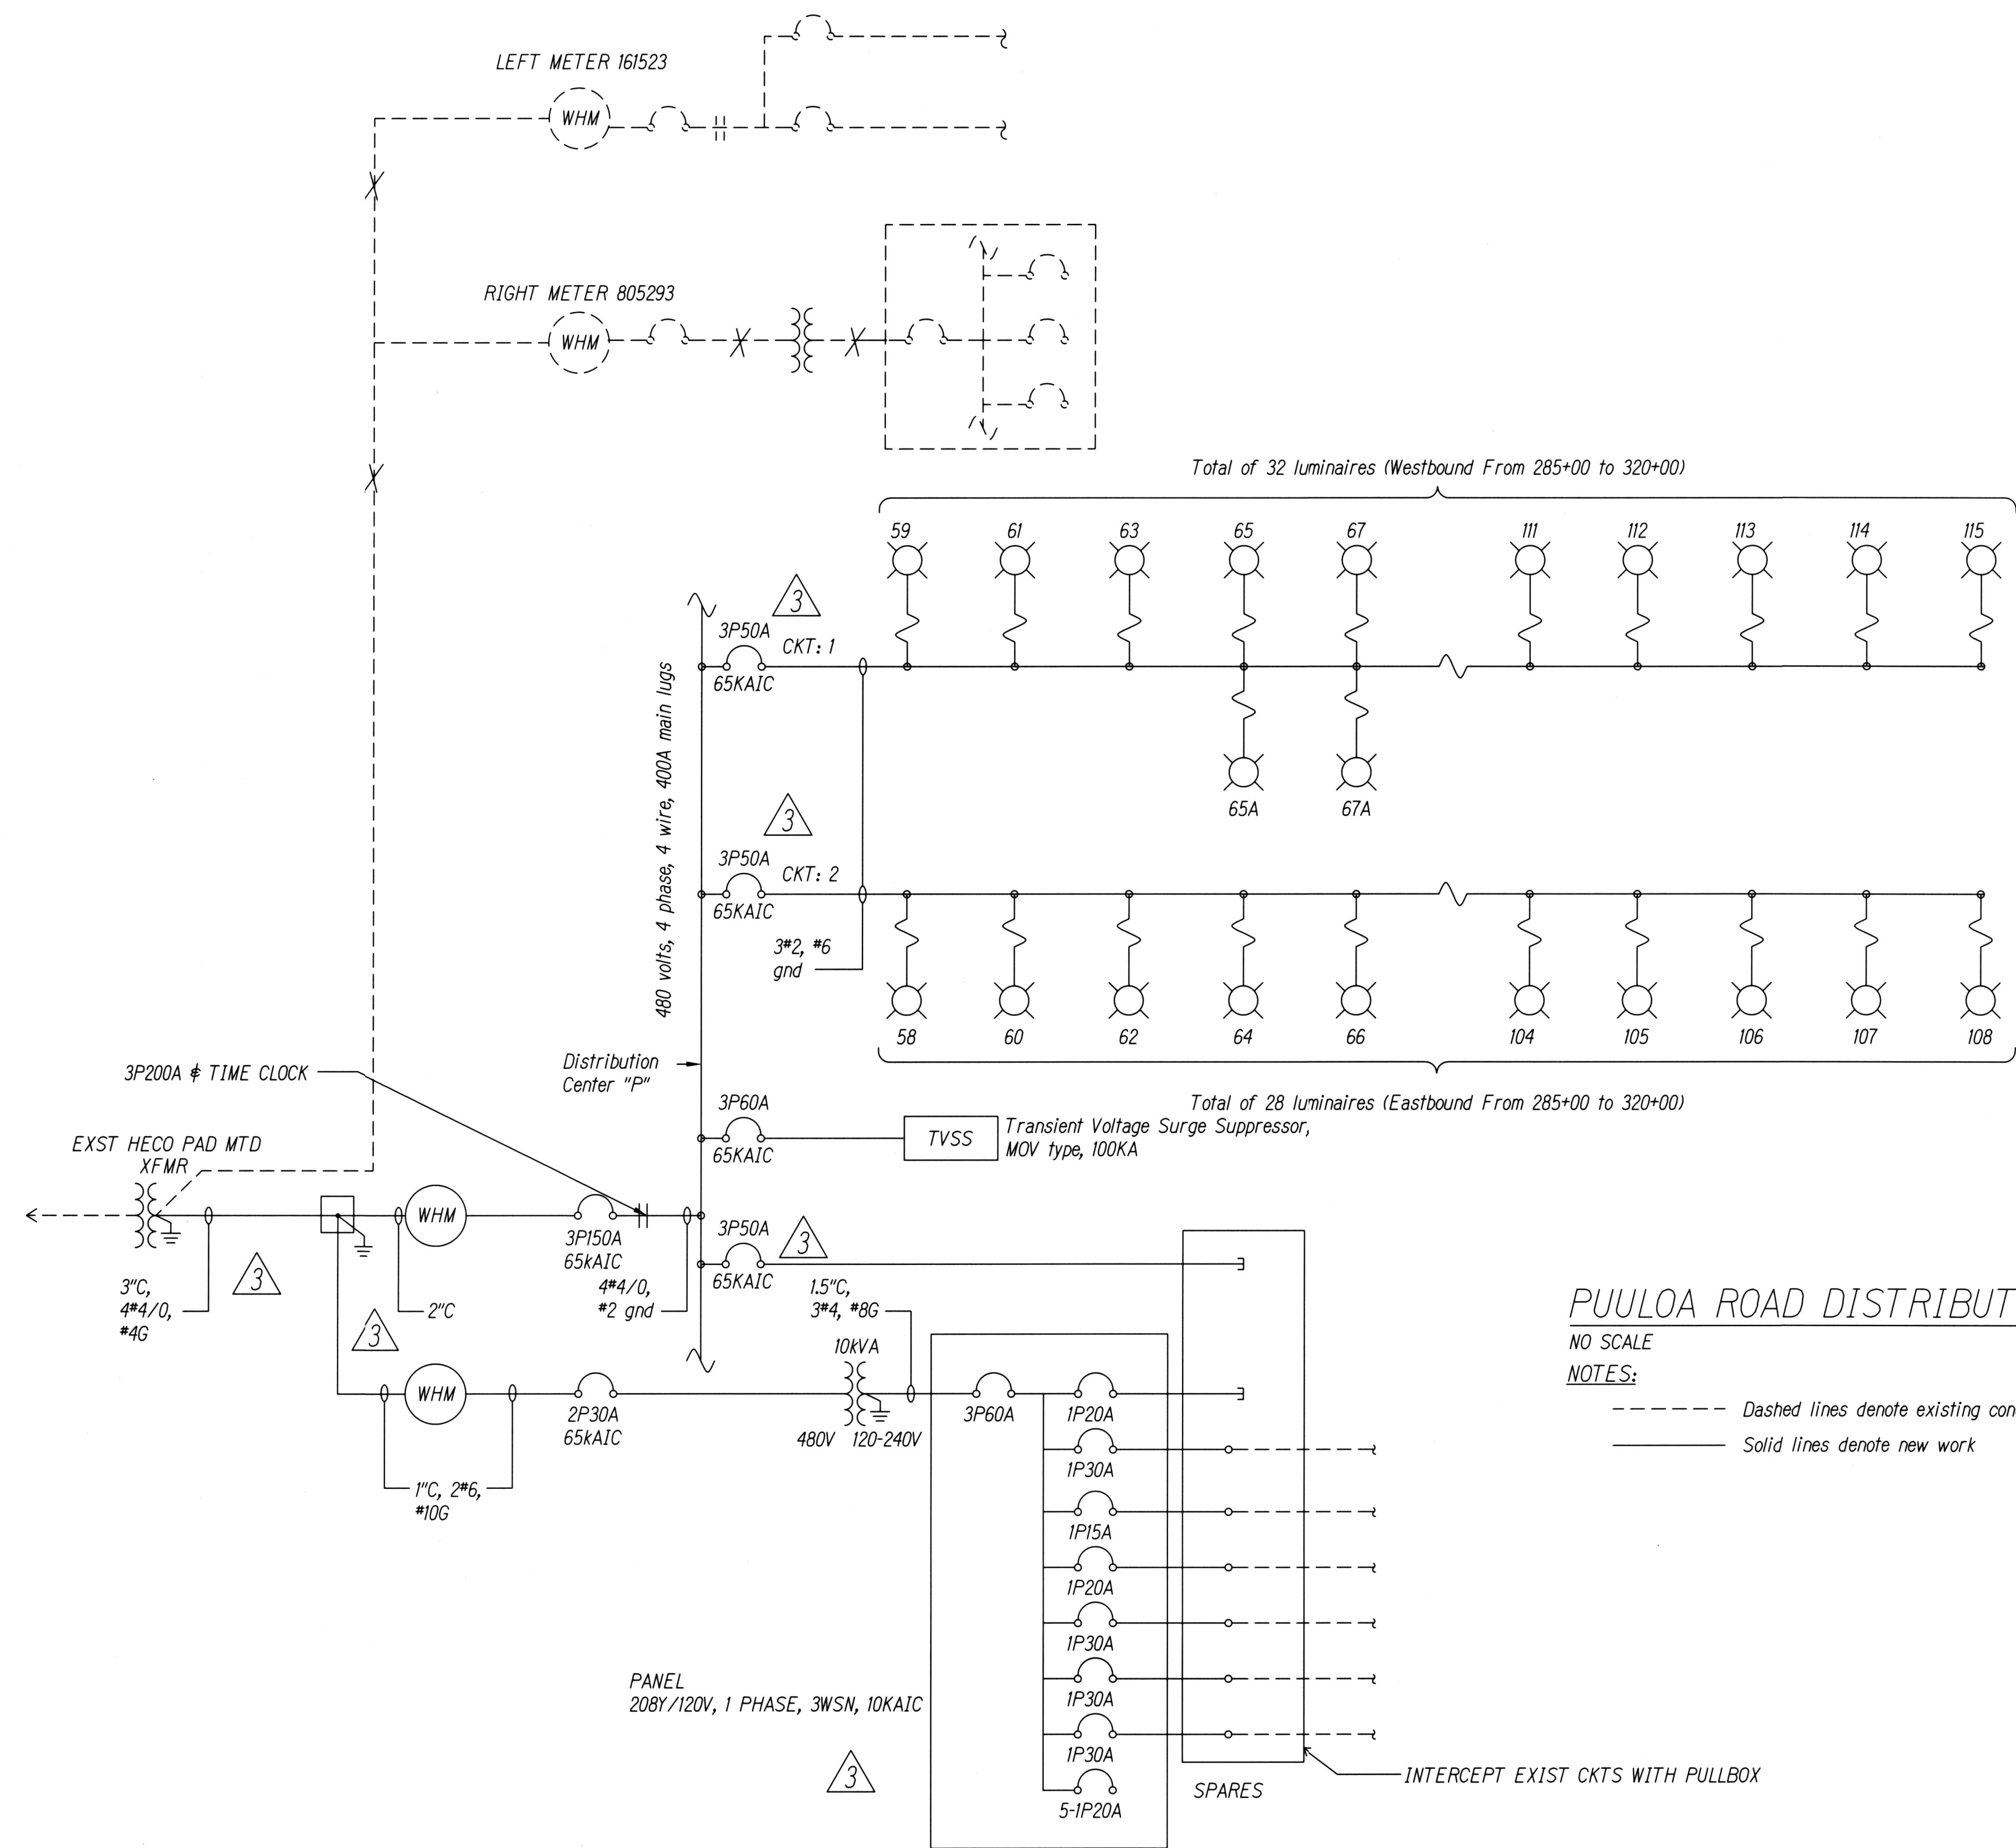 LEFT METER 161523
WHM
RIGHT METER 805293
WHM
Total of 32 luminaires (Westbound From 285+00 to 320+00)
59 61 63 65 67 111 112 113 114 115
3
3P50A
CKT: 1
65KAIC
65A 67A
480 volts, 4 phase, 4 wire, 400A main lugs
3
3P50A
CKT: 2
65KAIC
3#2, #6
gnd
58 60 62 64 66 104 105 106 107 108
Total of 28 luminaires (Eastbound From 285+00 to 320+00)
Distribution
Center "P"
3P200A & TIME CLOCK
3P60A
65KAIC
TVSS
Transient Voltage Surge Suppressor,
MOV type, 100KA
EXST HECO PAD MTD
XFMR
WHM
3P150A
65kAIC
3P50A
65KAIC
3
3"C,
4#4/0,
#4G
3
2"C
4#4/0,
#2 gnd
1.5"C,
3#4, #8G
3
WHM
2P30A
65kAIC
10kVA
480V 120-240V
1"C, 2#6,
#10G
3P60A
1P20A
1P30A
1P15A
1P20A
1P30A
1P30A
1P30A
5-1P20A
PANEL
208Y/120V, 1 PHASE, 3WSN, 10KAIC
3
SPARES
INTERCEPT EXIST CKTS WITH PULLBOX
PUULOA ROAD DISTRIBUT
NO SCALE
NOTES:
Dashed lines denote existing con
Solid lines denote new work